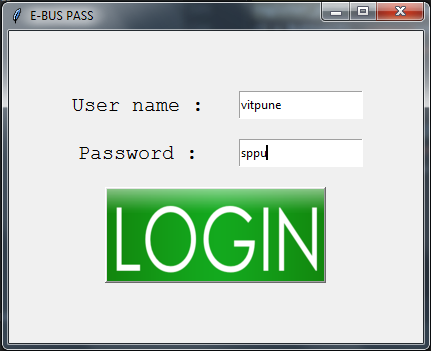 E-BUS PASS
User name : vitpune
Password : sppu
LOGIN